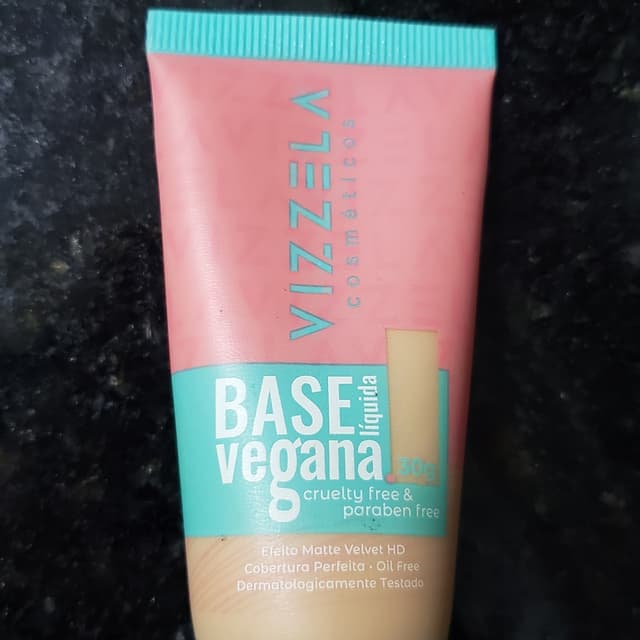 VIZZELA
cosméticos
BASE
líquida
vegana
30g
cruelty free &
paraben free
Efeito Matte Velvet HD
Cobertura Perfeita · Oil Free
Dermatologicamente Testado